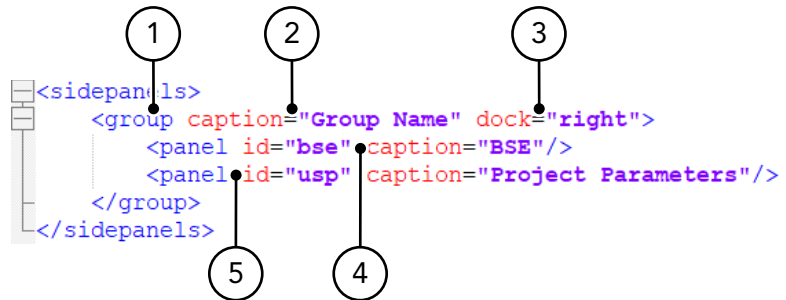 1 2 3
<sidepanels>
<group caption="Group Name" dock="right">
<panel id="bse" caption="BSE"/>
<panel id="usp" caption="Project Parameters"/>
</group>
</sidepanels>
5 4